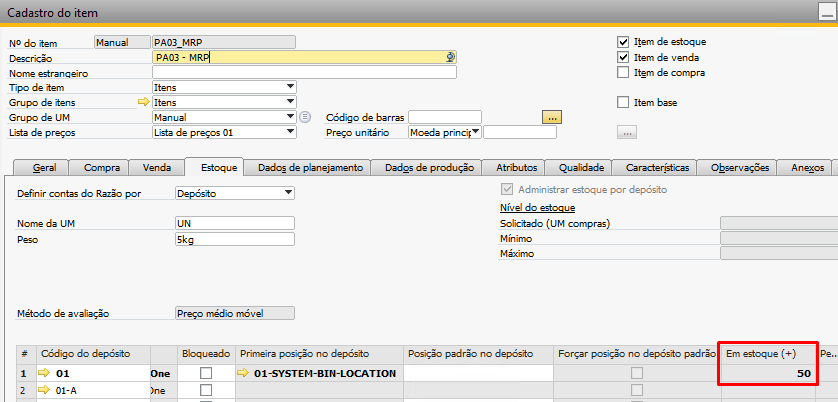 Cadastro do item
Nº do item Manual PA03_MRP
Descrição PA03 - MRP
Nome estrangeiro
Tipo de item Itens
Grupo de itens Itens
Grupo de UM Manual Código de barras ...
Lista de preços Lista de preços 01 Preço unitário Moeda princip ...
Item de estoque
Item de venda
Item de compra
Item base
Geral Compra Venda Estoque Dados de planejamento Dados de produção Atributos Qualidade Características Observações Anexos
Definir contas do Razão por Depósito Administrar estoque por depósito
Nível do estoque
Nome da UM UN Solicitado (UM compras)
Peso 5kg Mínimo
Máximo
Método de avaliação Preço médio móvel
# Código do depósito Bloqueado Primeira posição no depósito Posição padrão no depósito Forçar posição no depósito padrão Em estoque (+) Pe...
1 01 One 01-SYSTEM-BIN-LOCATION 50
2 01-A One